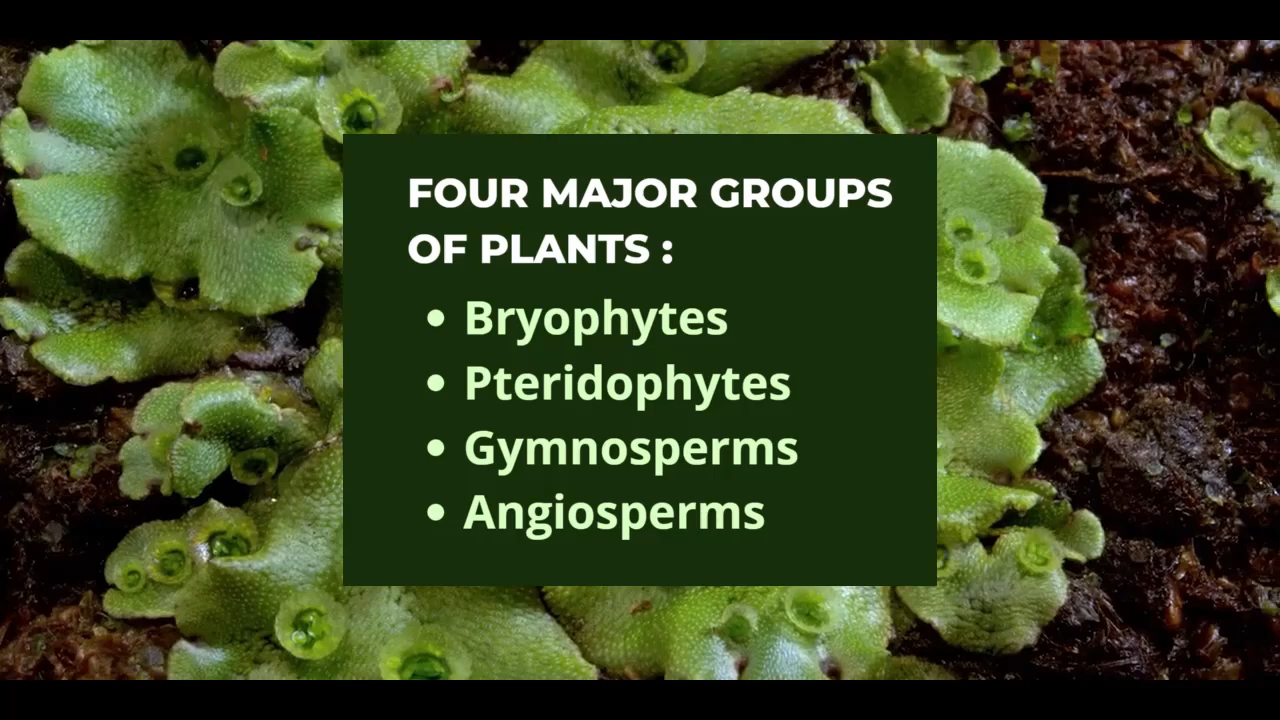 FOUR MAJOR GROUPS
OF PLANTS :
• Bryophytes
• Pteridophytes
• Gymnosperms
• Angiosperms